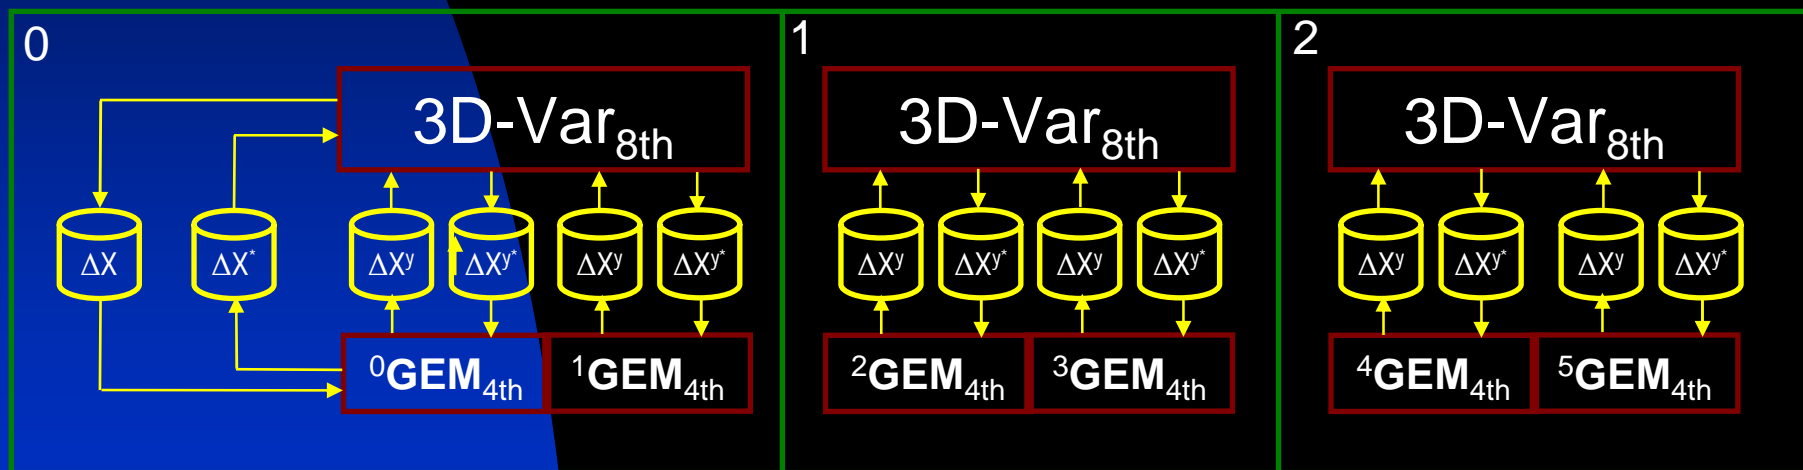 0 1 2
3D-Var8th 3D-Var8th 3D-Var8th
ΔX ΔX* ΔXy ΔXy* ΔXy ΔXy* ΔXy ΔXy* ΔXy ΔXy* ΔXy ΔXy* ΔXy ΔXy*
0GEM4th 1GEM4th 2GEM4th 3GEM4th 4GEM4th 5GEM4th